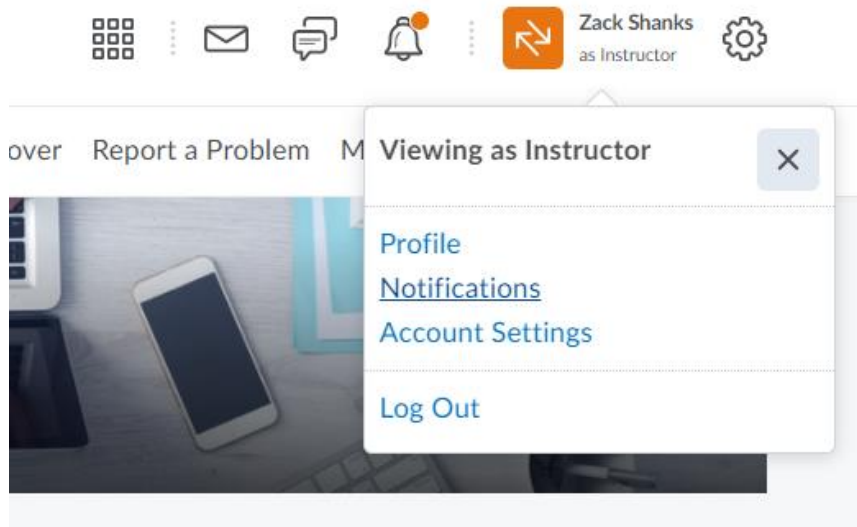 Zack Shanks
as Instructor
over Report a Problem M
Viewing as Instructor
Profile
Notifications
Account Settings
Log Out